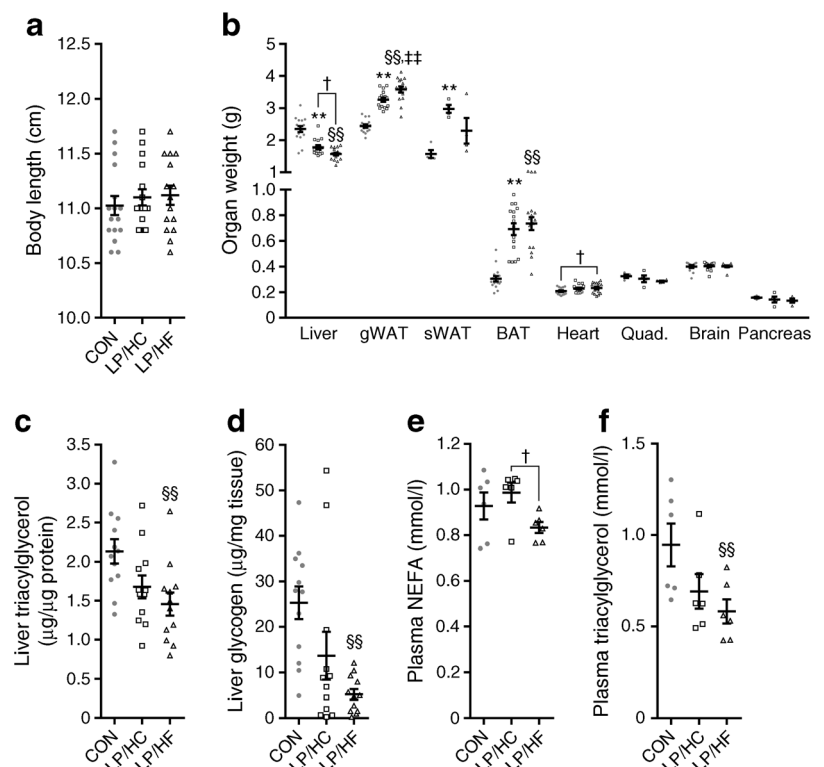 a
12.5
12.0
11.5
11.0
10.5
10.0
Body length (cm)
CON
LP/HC
LP/HF
b
5
4
3
2
1
1.0
0.8
0.6
0.4
0.2
0
Organ weight (g)
†
**
§§
**
§§,‡‡
**
**
§§
†
Liver
gWAT
sWAT
BAT
Heart
Quad.
Brain
Pancreas
c
3.5
3.0
2.5
2.0
1.5
1.0
0.5
0
Liver triacylglycerol
(µg/µg protein)
§§
CON
LP/HC
LP/HF
d
60
50
40
30
20
10
0
Liver glycogen (µg/mg tissue)
§§
CON
LP/HC
LP/HF
e
1.2
1.0
0.8
0.6
0.4
0.2
0
Plasma NEFA (mmol/l)
†
CON
LP/HC
LP/HF
f
1.5
1.0
0.5
0
Plasma triacylglycerol (mmol/l)
§§
CON
LP/HC
LP/HF